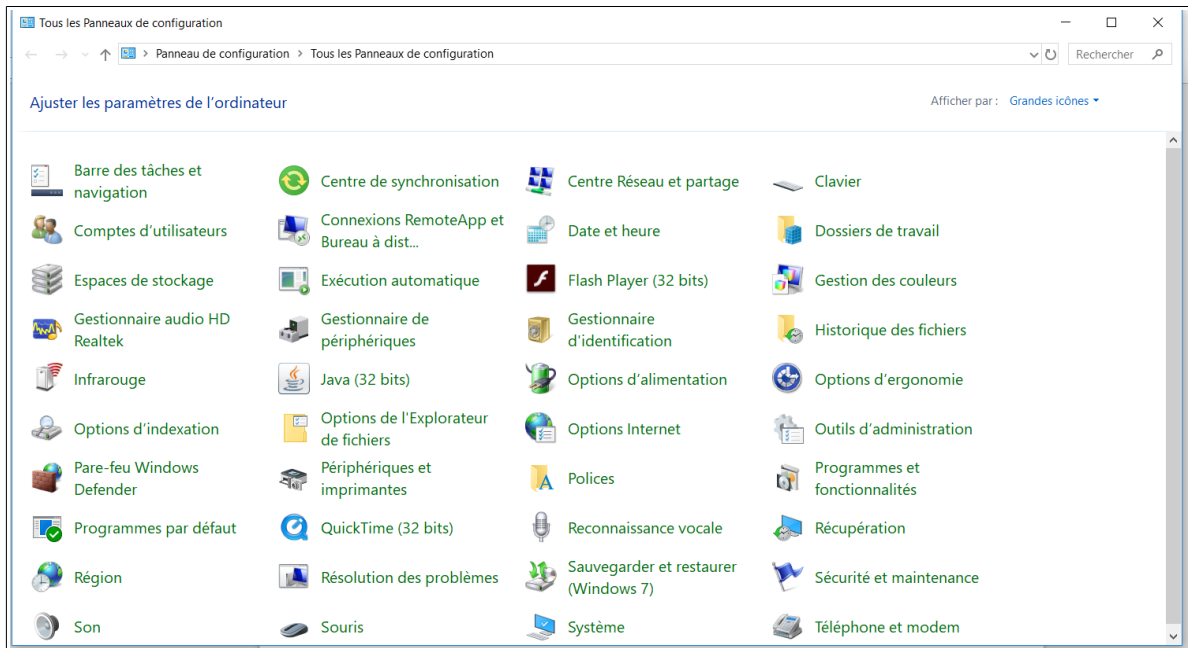 Tous les Panneaux de configuration
Panneau de configuration > Tous les Panneaux de configuration
Rechercher
Ajuster les paramètres de l'ordinateur
Afficher par : Grandes icônes
Barre des tâches et
navigation
Centre de synchronisation
Centre Réseau et partage
Clavier
Comptes d'utilisateurs
Connexions RemoteApp et
Bureau à dist...
Date et heure
Dossiers de travail
Espaces de stockage
Exécution automatique
Flash Player (32 bits)
Gestion des couleurs
Gestionnaire audio HD
Realtek
Gestionnaire de
périphériques
Gestionnaire
d'identification
Historique des fichiers
Infrarouge
Java (32 bits)
Options d'alimentation
Options d'ergonomie
Options d'indexation
Options de l'Explorateur
de fichiers
Options Internet
Outils d'administration
Pare-feu Windows
Defender
Périphériques et
imprimantes
Polices
Programmes et
fonctionnalités
Programmes par défaut
QuickTime (32 bits)
Reconnaissance vocale
Récupération
Région
Résolution des problèmes
Sauvegarder et restaurer
(Windows 7)
Sécurité et maintenance
Son
Souris
Système
Téléphone et modem